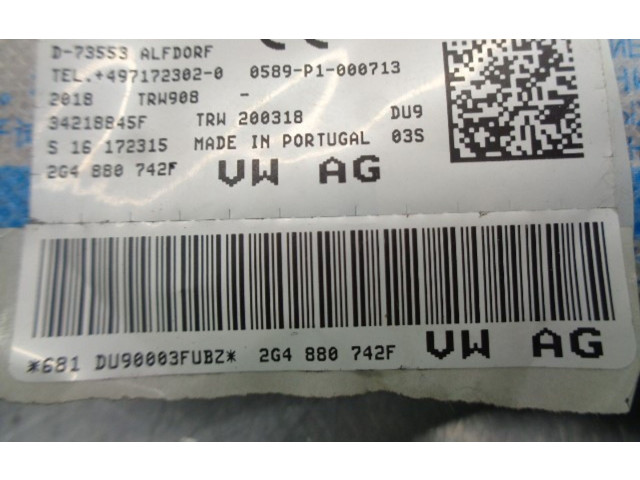 D-73553 ALFDORF
TEL.+497172302-0 0589-P1-000713
2018 TRW908 -
34218845F TRW 200318 DU9
S 16 172315 MADE IN PORTUGAL 03S
2G4 880 742F VW AG
*681 DU90003FUBZ* 2G4 880 742F VW AG